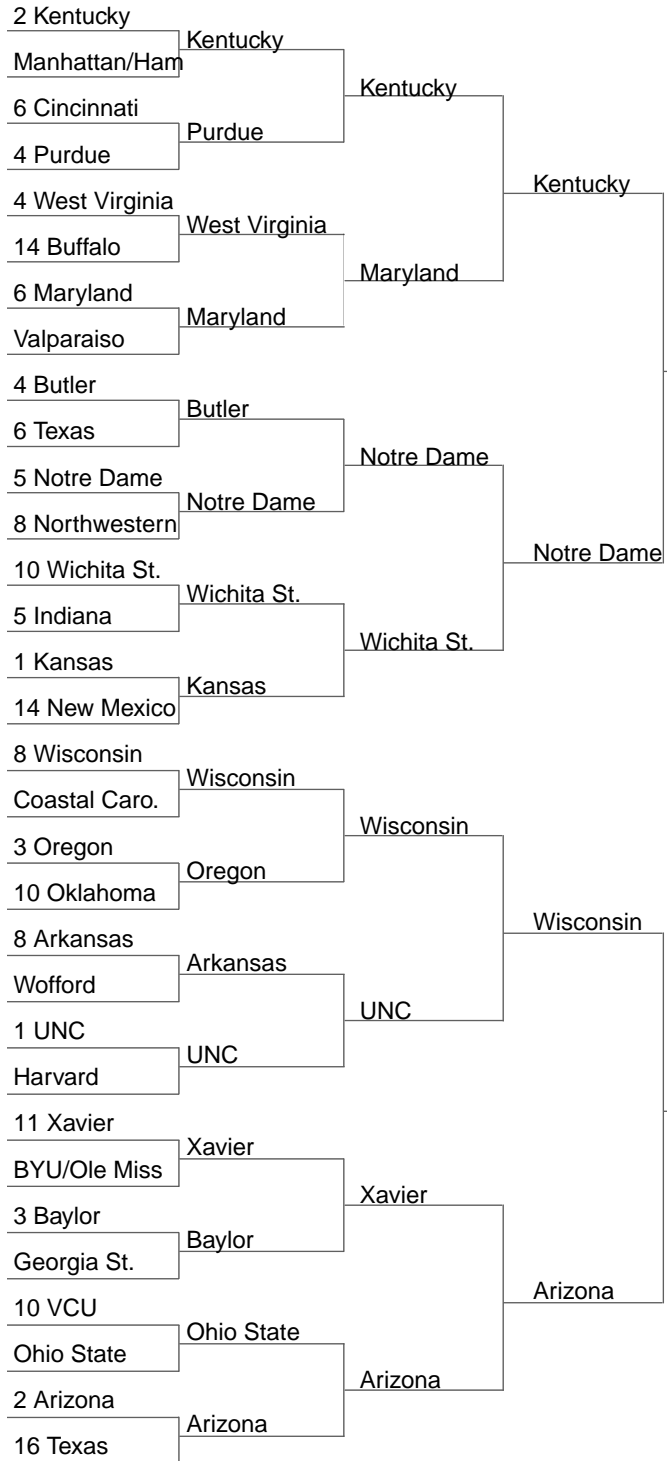 2 Kentucky
Manhattan/Ham
6 Cincinnati
4 Purdue
4 West Virginia
14 Buffalo
6 Maryland
Valparaiso
4 Butler
6 Texas
5 Notre Dame
8 Northwestern
10 Wichita St.
5 Indiana
1 Kansas
14 New Mexico
8 Wisconsin
Coastal Caro.
3 Oregon
10 Oklahoma
8 Arkansas
Wofford
1 UNC
Harvard
11 Xavier
BYU/Ole Miss
3 Baylor
Georgia St.
10 VCU
Ohio State
2 Arizona
16 Texas
Kentucky
Purdue
West Virginia
Maryland
Butler
Notre Dame
Wichita St.
Kansas
Wisconsin
Oregon
Arkansas
UNC
Xavier
Baylor
Ohio State
Arizona
Kentucky
Maryland
Notre Dame
Wichita St.
Wisconsin
UNC
Xavier
Arizona
Kentucky
Notre Dame
Wisconsin
Arizona